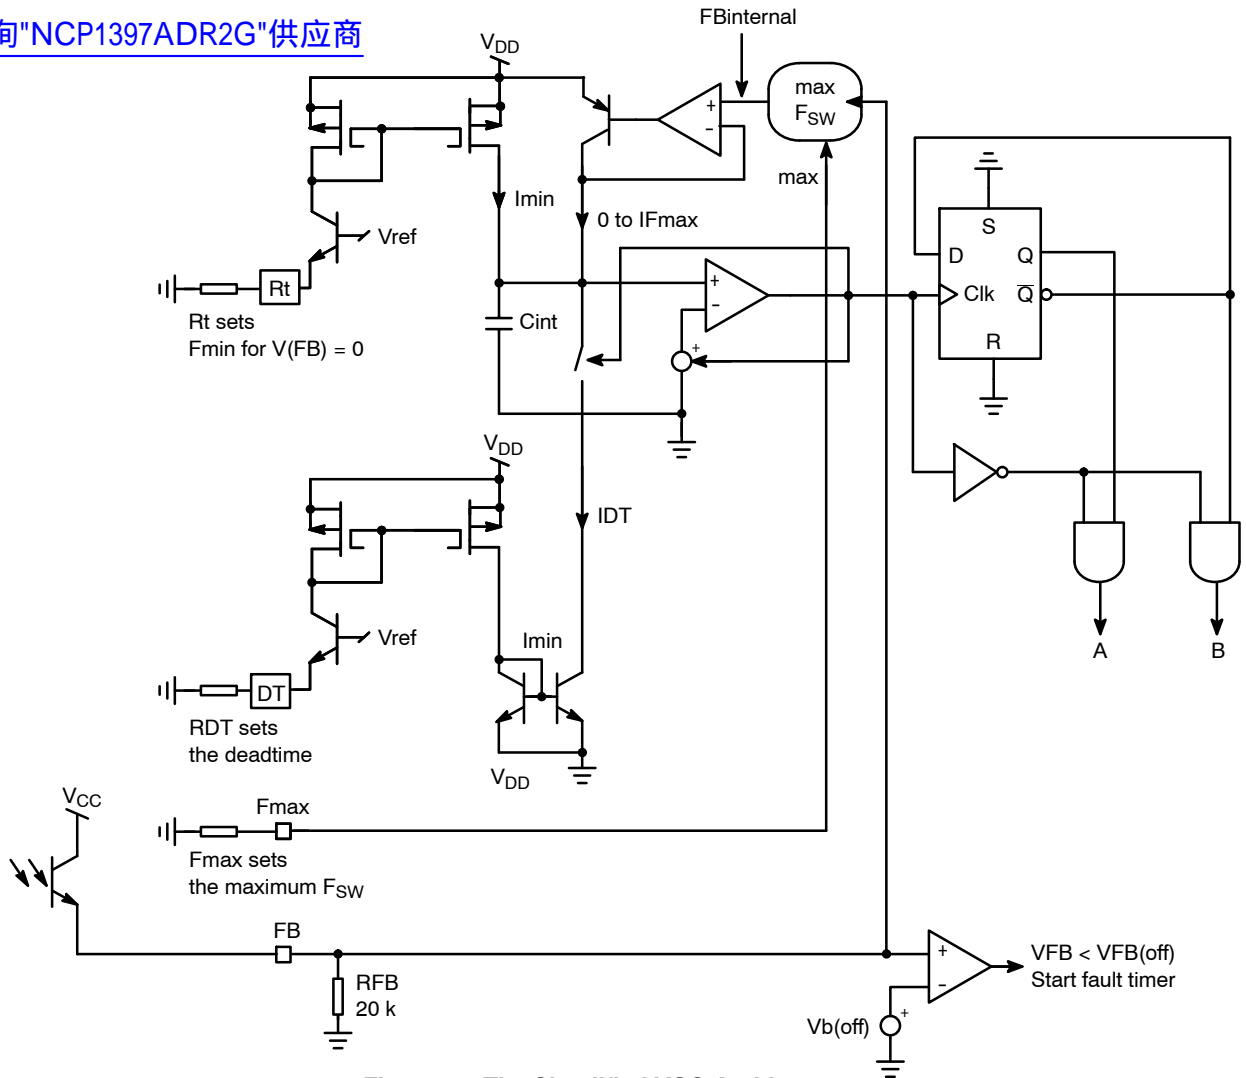 询"NCP1397ADR2G"供应商
FBinternal
VDD
max
FSW
+
-
max
Imin
0 to IFmax
Vref
S
D
Q
Clk
Q
R
Rt
Rt sets
Fmin for V(FB) = 0
Cint
+
-
+
VDD
IDT
Vref
Imin
A
B
DT
RDT sets
the deadtime
VDD
VCC
Fmax
Fmax sets
the maximum FSW
FB
RFB
20 k
+
-
VFB < VFB(off)
Start fault timer
Vb(off)
+